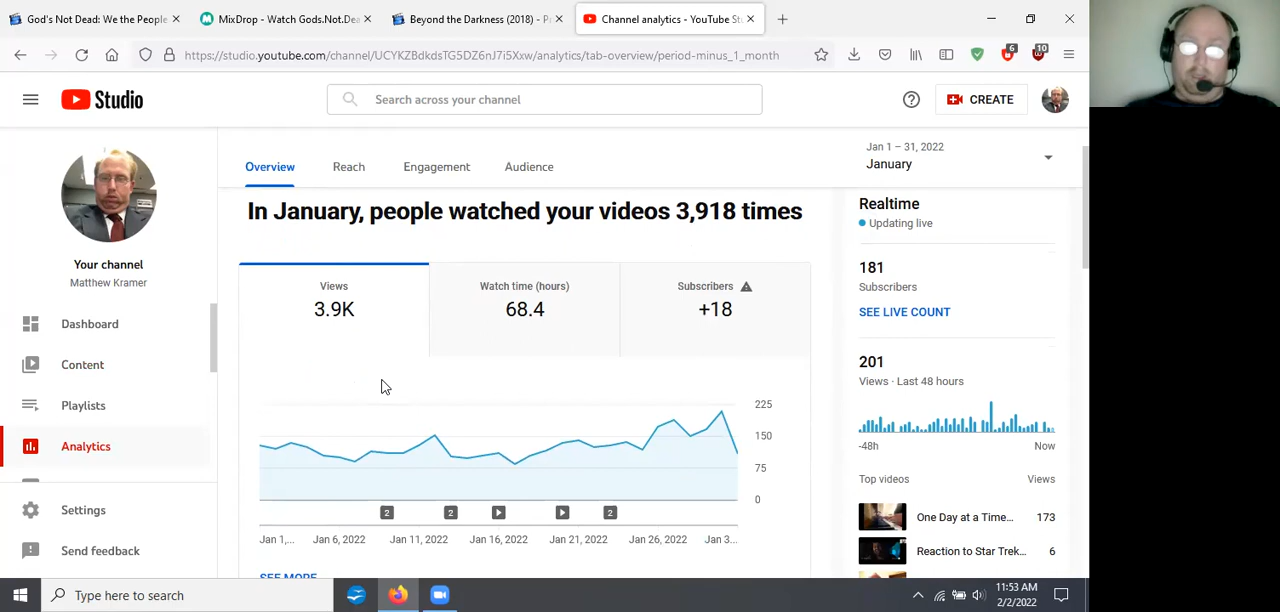 God's Not Dead: We the People
MixDrop - Watch Gods.Not.Dea
Beyond the Darkness (2018) - Pr
Channel analytics - YouTube St
https://studio.youtube.com/channel/UCYKZBdkdsTG5DZ6nJ7i5Xxw/analytics/tab-overview/period-minus_1_month
6
10
Studio
Search across your channel
CREATE
Overview
Reach
Engagement
Audience
Jan 1 – 31, 2022
January
Your channel
Matthew Kramer
Dashboard
Content
Playlists
Analytics
Settings
Send feedback
In January, people watched your videos 3,918 times
Views
3.9K
Watch time (hours)
68.4
Subscribers
+18
225
150
75
0
2
2
2
Jan 1,...
Jan 6, 2022
Jan 11, 2022
Jan 16, 2022
Jan 21, 2022
Jan 26, 2022
Jan 3...
SEE MORE
Realtime
Updating live
181
Subscribers
SEE LIVE COUNT
201
Views · Last 48 hours
-48h
Now
Top videos
Views
One Day at a Time...
173
Reaction to Star Trek...
6
Type here to search
11:53 AM
2/2/2022